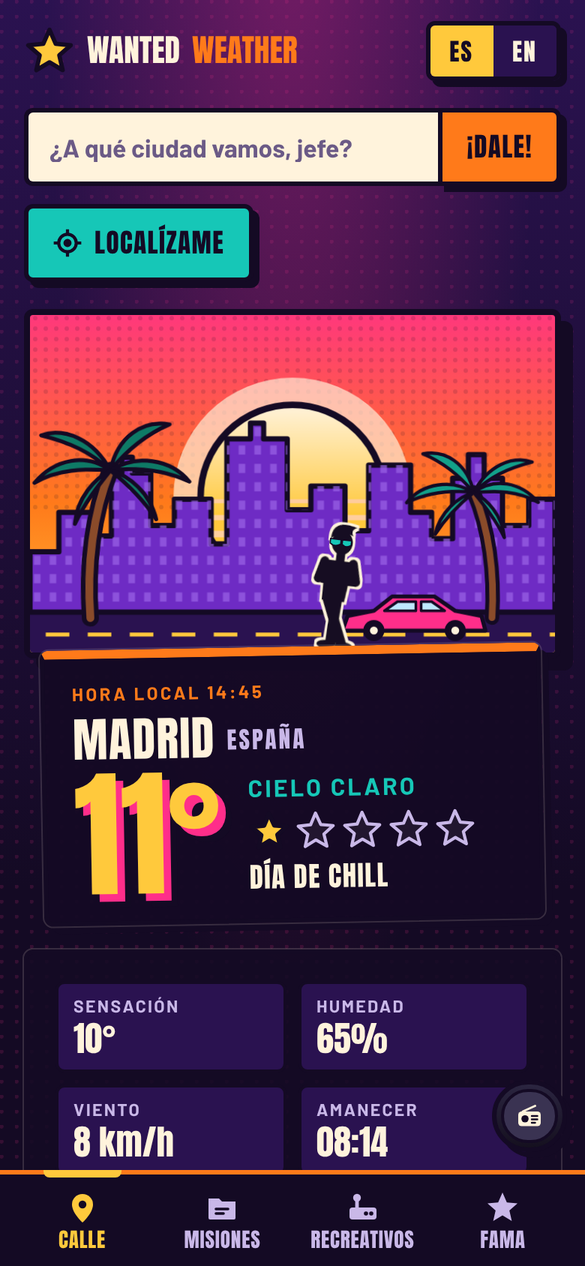 WANTED WEATHER
ES EN
¿A qué ciudad vamos, jefe? ¡DALE!
LOCALÍZAME
HORA LOCAL 14:45
MADRID ESPAÑA
11°
CIELO CLARO
DÍA DE CHILL
SENSACIÓN HUMEDAD
10° 65%
VIENTO AMANECER
8 km/h 08:14
CALLE MISIONES RECREATIVOS FAMA